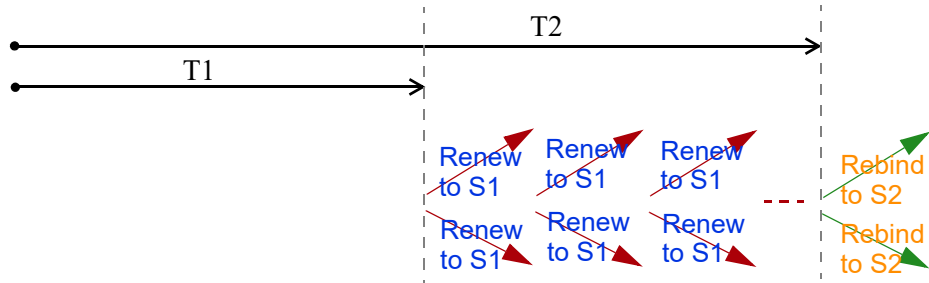 T2
T1
Renew
to S1
Renew
to S1
Renew
to S1
Rebind
to S2
Renew
to S1
Renew
to S1
Renew
to S1
Rebind
to S2